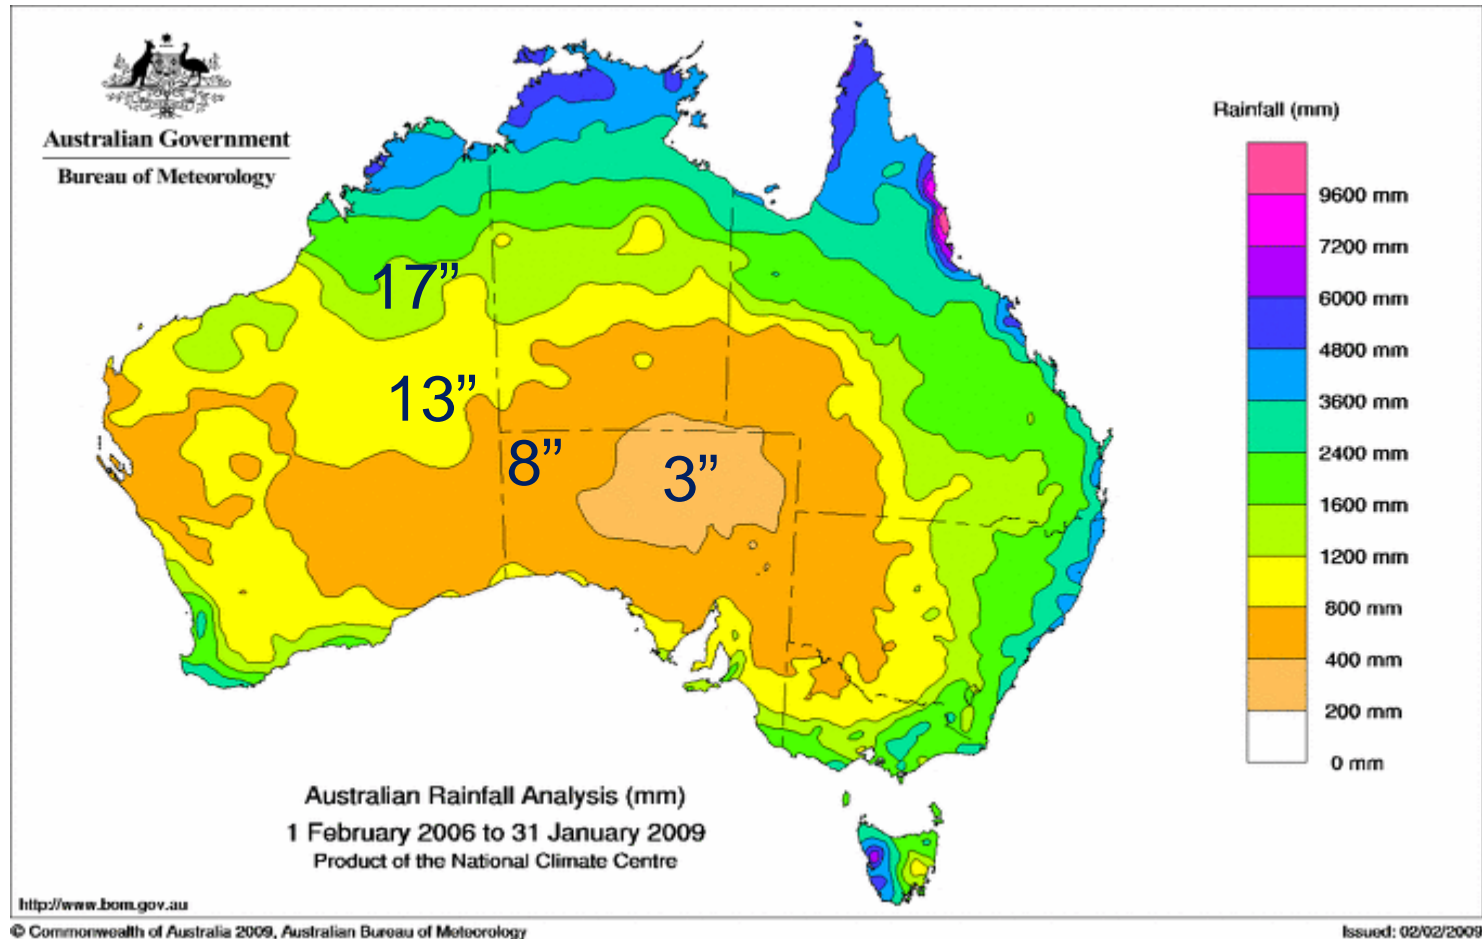 Australian Government
Bureau of Meteorology
Rainfall (mm)
9600 mm
7200 mm
6000 mm
4800 mm
3600 mm
2400 mm
1600 mm
1200 mm
800 mm
400 mm
200 mm
0 mm
17”
13”
8”
3”
Australian Rainfall Analysis (mm)
1 February 2006 to 31 January 2009
Product of the National Climate Centre
http://www.bom.gov.au
© Commonwealth of Australia 2009, Australian Bureau of Meteorology
Issued: 02/02/2009